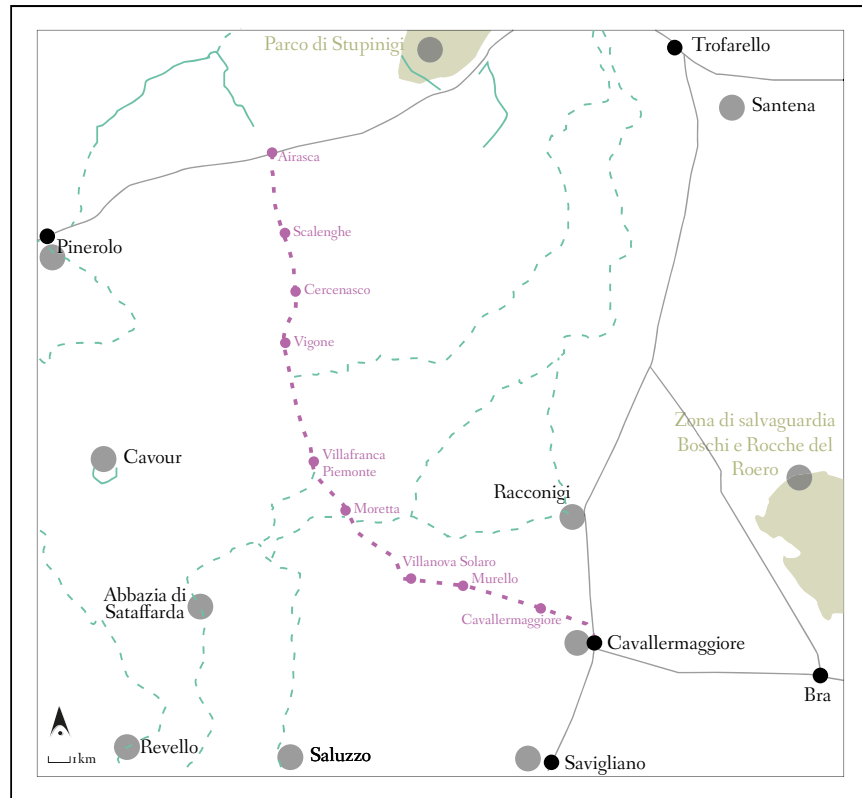 Parco di Stupinigi
Trofarello
Santena
Airasca
Scalenghe
Pinerolo
Cercenasco
Vigone
Zona di salvaguardia
Boschi e Rocche del
Roero
Cavour
Villafranca
Piemonte
Racconigi
Moretta
Villanova Solaro
Murello
Abbazia di
Sataffarda
Cavallermaggiore
Cavallermaggiore
Bra
Revello
Saluzzo
Savigliano
1km